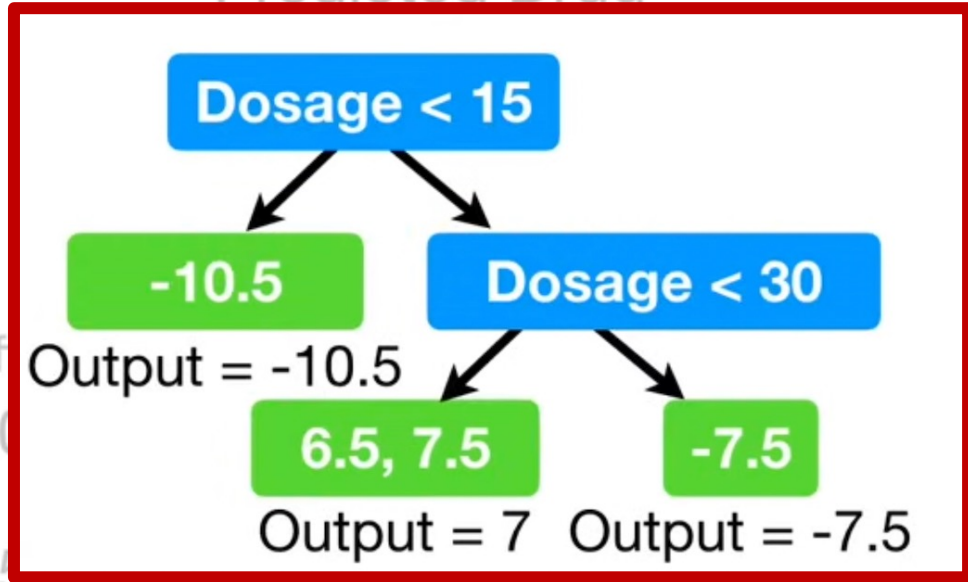 Dosage < 15
-10.5
Dosage < 30
Output = -10.5
6.5, 7.5
-7.5
Output = 7
Output = -7.5